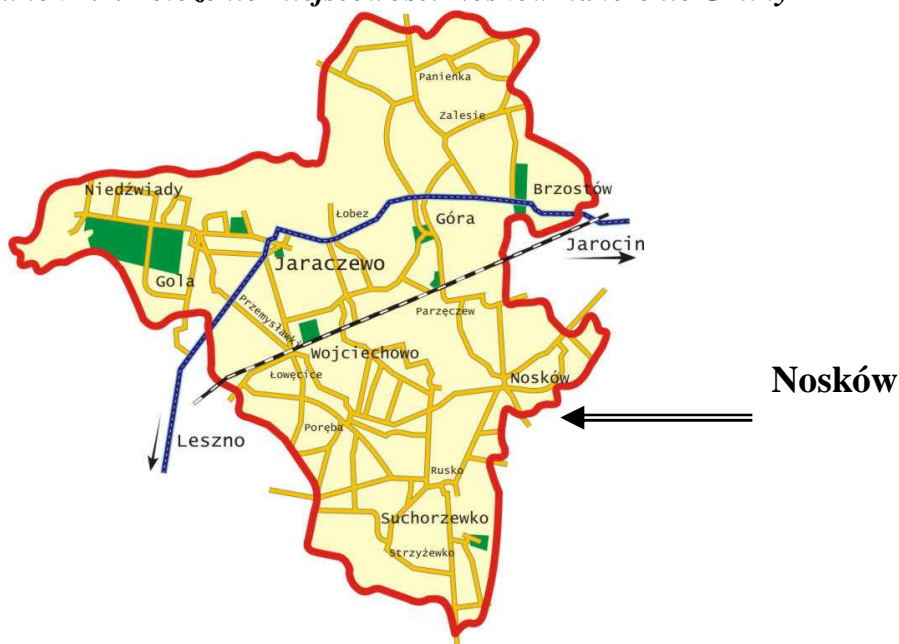 Panienka
Zalesie
Niedźwiady
Brzostów
Łobez
Góra
Jarocin
Jaraczewo
Gola
Przemysławki
Parzęczew
Wojciechowo
Łowęcice
Nosków
Nosków
Poręba
Leszno
Rusko
Suchorzewko
Strzyżewko